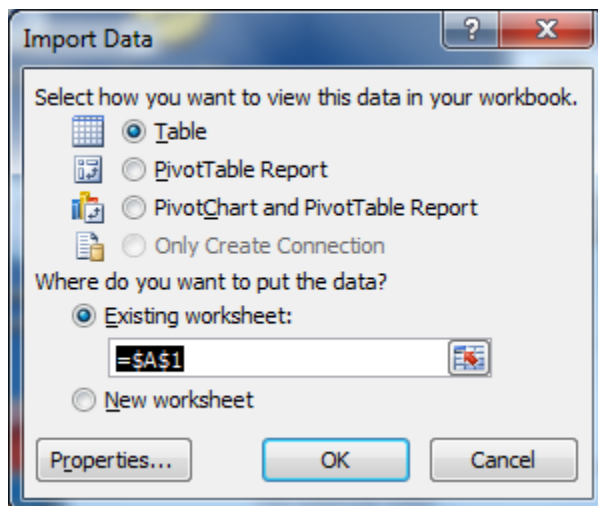 Import Data
?
X
Select how you want to view this data in your workbook.
Table
PivotTable Report
PivotChart and PivotTable Report
Only Create Connection
Where do you want to put the data?
Existing worksheet:
=$A$1
New worksheet
Properties... OK Cancel